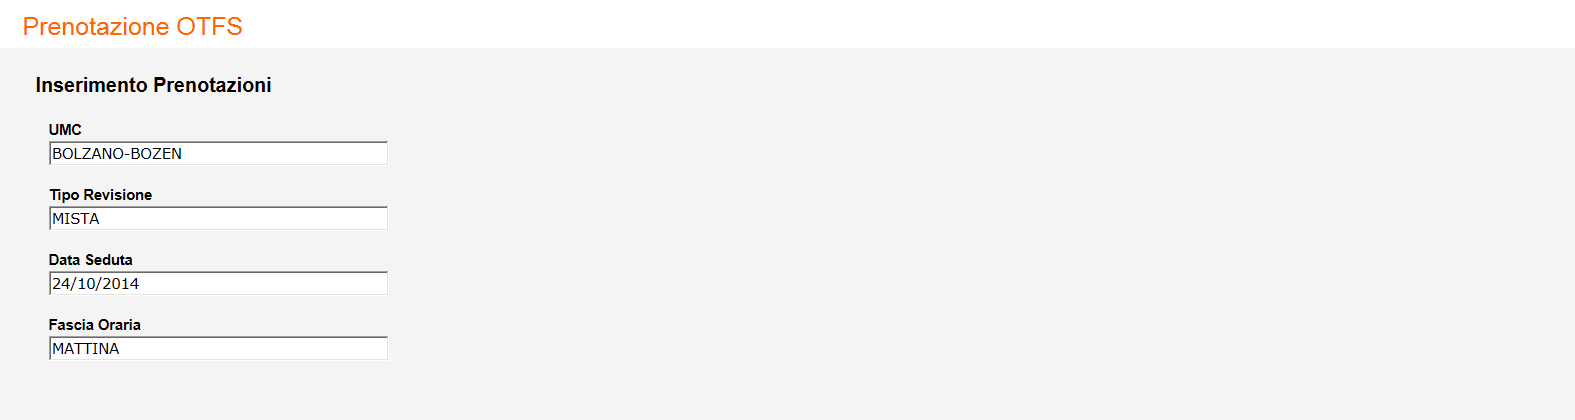 Prenotazione OTFS
Inserimento Prenotazioni
UMC
BOLZANO-BOZEN
Tipo Revisione
MISTA
Data Seduta
24/10/2014
Fascia Oraria
MATTINA